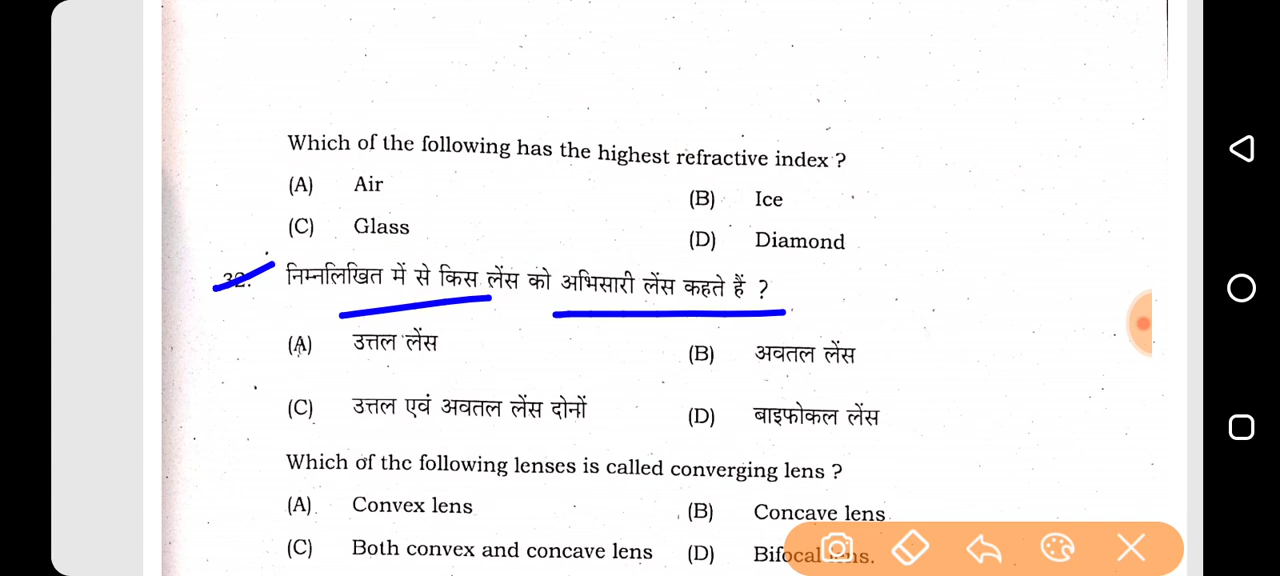 Which of the following has the highest refractive index ?
(A) Air (B) Ice
(C) Glass (D) Diamond
32. निम्नलिखित में से किस लेंस को अभिसारी लेंस कहते हैं ?
(A) उत्तल लेंस (B) अवतल लेंस
(C) उत्तल एवं अवतल लेंस दोनों (D) बाइफोकल लेंस
Which of the following lenses is called converging lens ?
(A) Convex lens (B) Concave lens
(C) Both convex and concave lens (D) Bifocal lens.